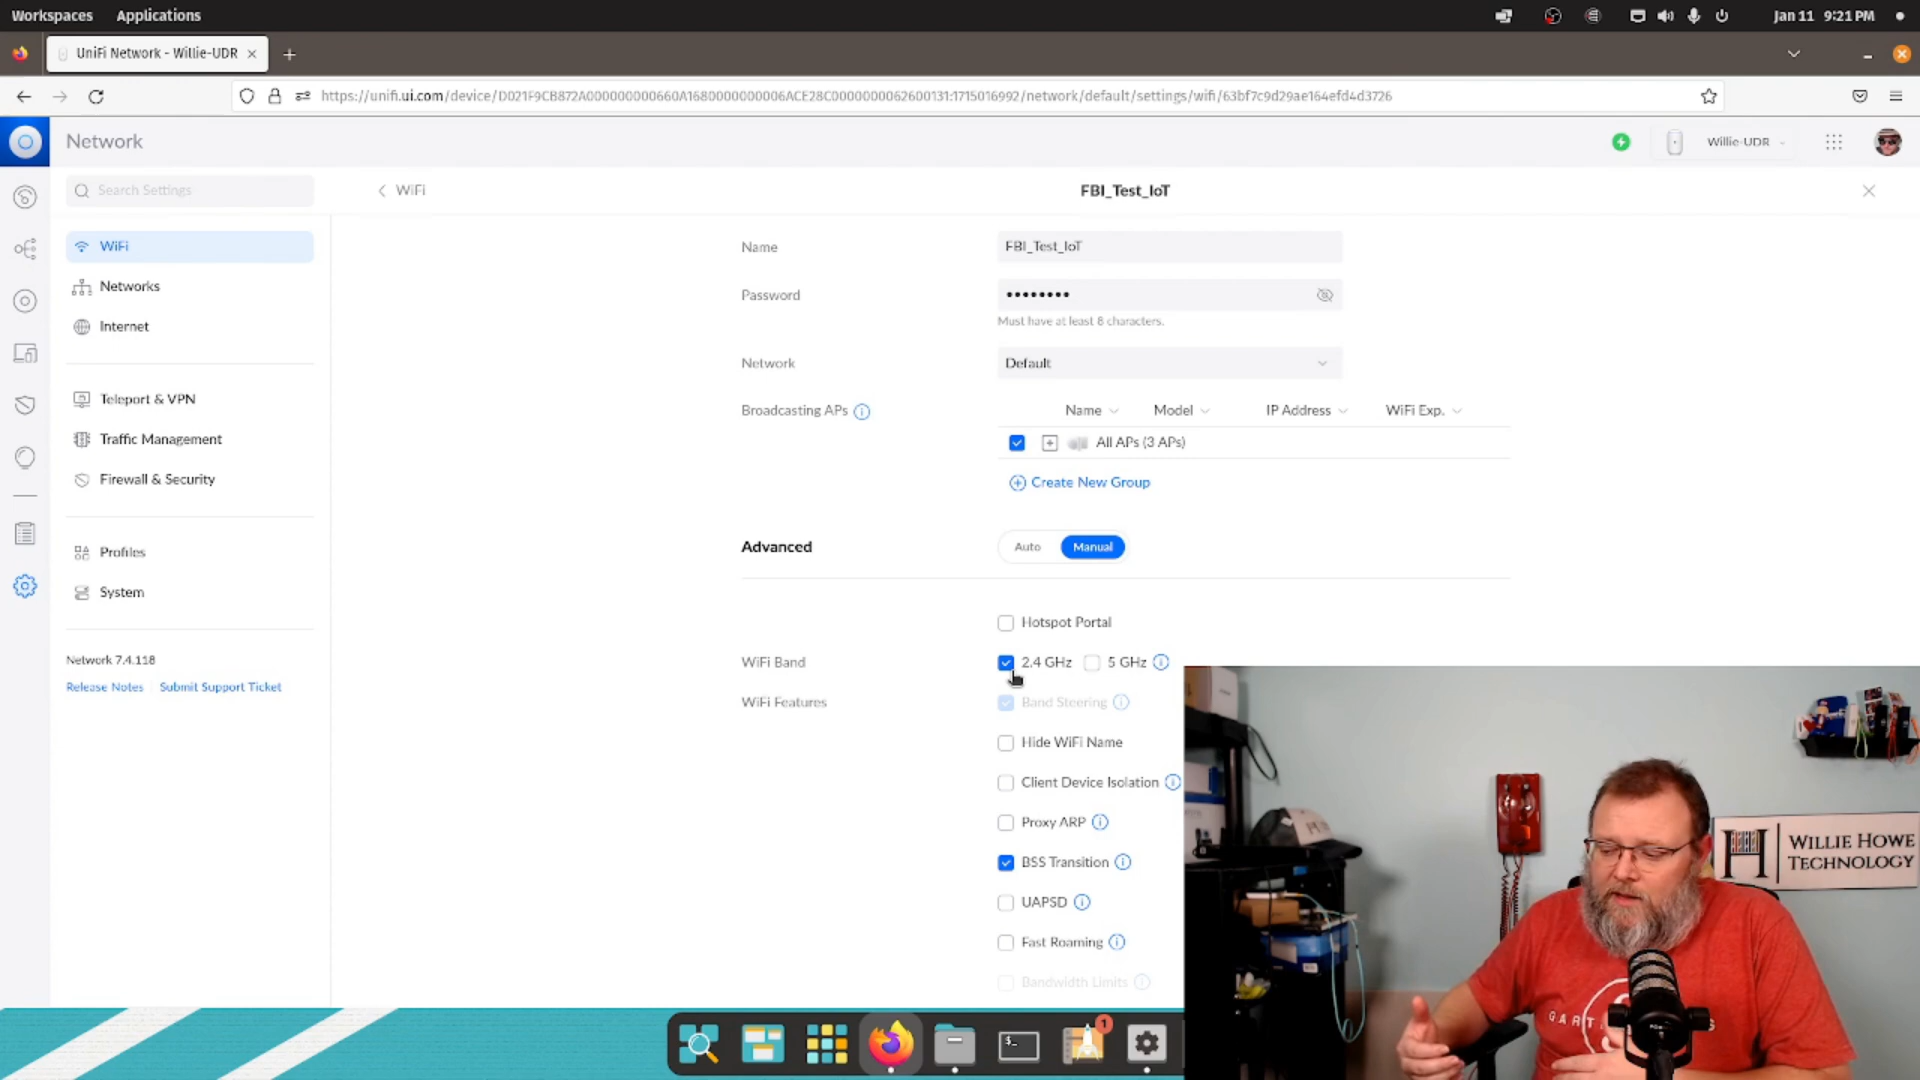 Workspaces Applications Jan 11 9:21 PM
UniFi Network - Willie-UDR
https://unifi.ui.com/device/D021F9CB872A000000000660A1680000000006ACE28C0000000062600131:1715016992/network/default/settings/wifi/63bf7c9d29ae164efd4d3726
Network Willie-UDR
Search Settings
WiFi
FBI_Test_IoT
WiFi
Networks
Internet
Teleport & VPN
Traffic Management
Firewall & Security
Profiles
System
Network 7.4.118
Release Notes Submit Support Ticket
Name FBI_Test_IoT
Password ••••••••
Must have at least 8 characters.
Network Default
Broadcasting APs Name Model IP Address WiFi Exp.
All APs (3 APs)
Create New Group
Advanced Auto Manual
Hotspot Portal
WiFi Band 2.4 GHz 5 GHz
WiFi Features Band Steering
Hide WiFi Name
Client Device Isolation
Proxy ARP
BSS Transition
UAPSD
Fast Roaming
Bandwidth Limits
1
WILLIE HOWE
TECHNOLOGY